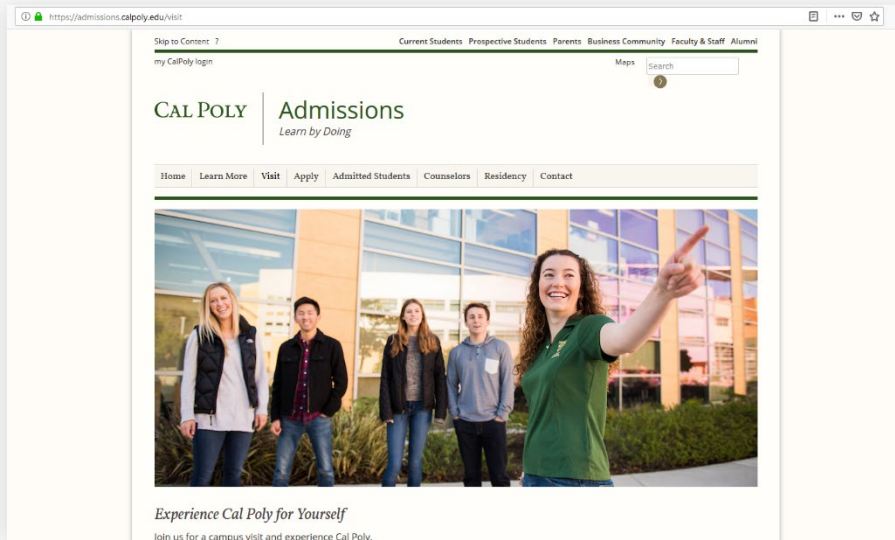 https://admissions.calpoly.edu/visit
Skip to Content ? Current Students Prospective Students Parents Business Community Faculty & Staff Alumni
my CalPoly login Maps Search
CAL POLY Admissions
Learn by Doing
Home Learn More Visit Apply Admitted Students Counselors Residency Contact
Experience Cal Poly for Yourself
Join us for a campus visit and experience Cal Poly.